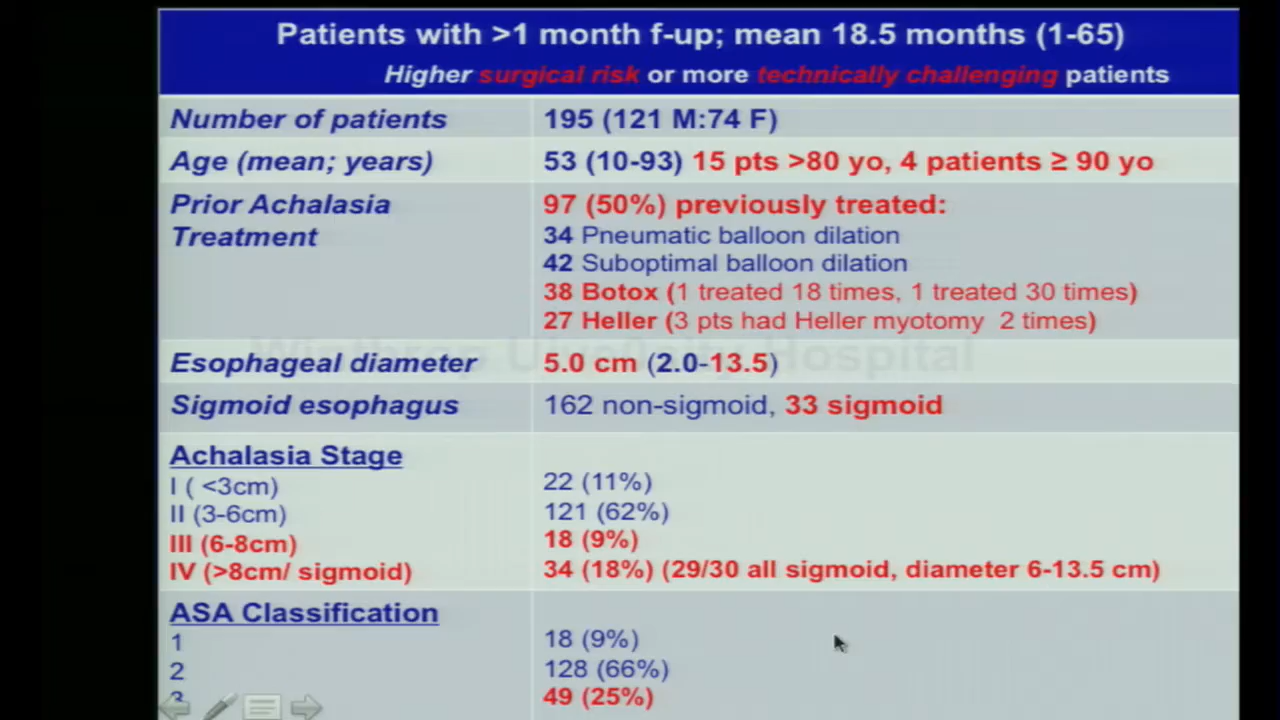 Patients with >1 month f-up; mean 18.5 months (1-65)
Higher surgical risk or more technically challenging patients
Number of patients 195 (121 M:74 F)
Age (mean; years) 53 (10-93) 15 pts >80 yo, 4 patients ≥ 90 yo
Prior Achalasia Treatment 97 (50%) previously treated:
34 Pneumatic balloon dilation
42 Suboptimal balloon dilation
38 Botox (1 treated 18 times, 1 treated 30 times)
27 Heller (3 pts had Heller myotomy 2 times)
Esophageal diameter 5.0 cm (2.0-13.5)
Hospital
Sigmoid esophagus 162 non-sigmoid, 33 sigmoid
Achalasia Stage
I ( <3cm) 22 (11%)
II (3-6cm) 121 (62%)
III (6-8cm) 18 (9%)
IV (>8cm/ sigmoid) 34 (18%) (29/30 all sigmoid, diameter 6-13.5 cm)
ASA Classification
1 18 (9%)
2 128 (66%)
3 49 (25%)